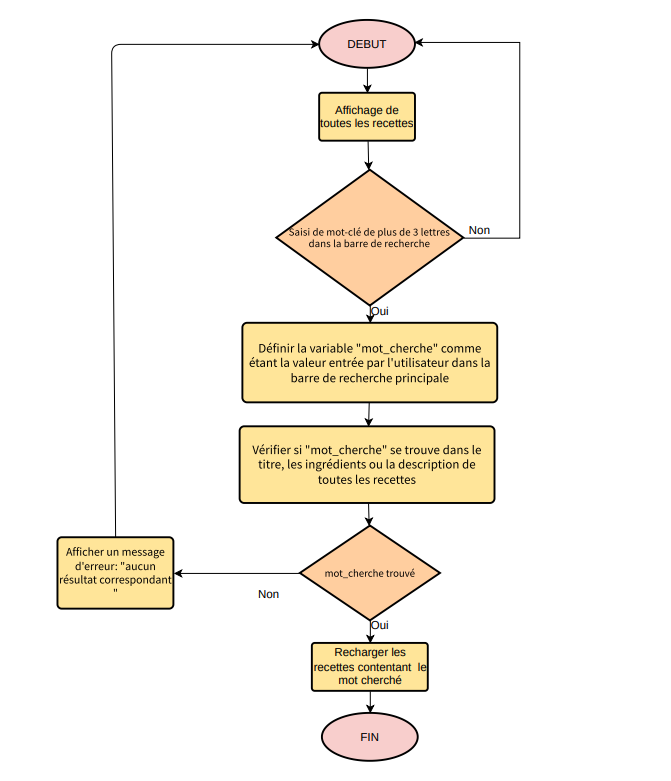 DEBUT
Affichage de
toutes les recettes
Saisi de mot-clé de plus de 3 lettres
dans la barre de recherche
Non
Oui
Définir la variable "mot_cherche" comme
étant la valeur entrée par l'utilisateur dans la
barre de recherche principale
Vérifier si "mot_cherche" se trouve dans le
titre, les ingrédients ou la description de
toutes les recettes
Afficher un message
d'erreur: "aucun
résultat correspondant
"
mot_cherche trouvé
Non
Oui
Recharger les
recettes contentant le
mot cherché
FIN